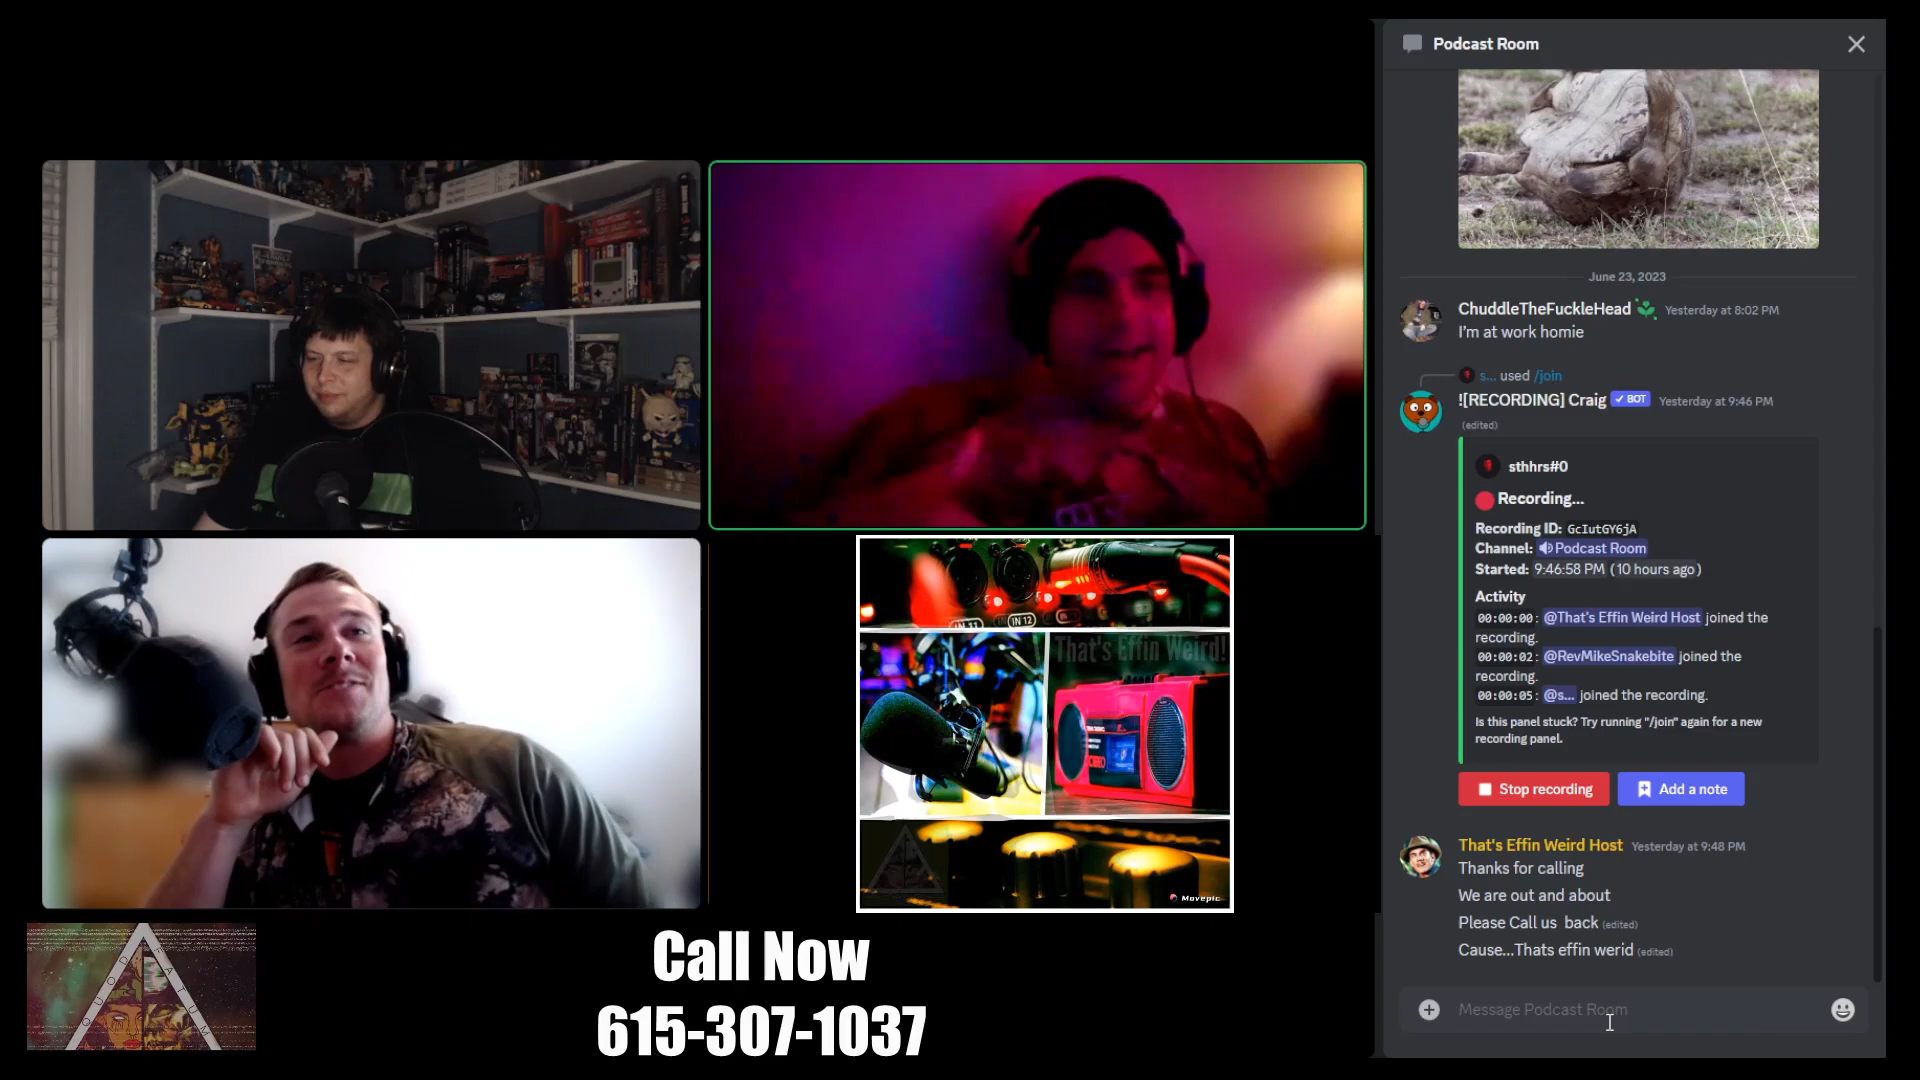 Podcast Room
June 23, 2023
ChuddleTheFuckleHead Yesterday at 8:02 PM
I'm at work homie
s... used /join
![RECORDING] Craig BOT Yesterday at 9:46 PM
(edited)
sthhrs#0
Recording...
Recording ID: GcIutGY6jA
Channel: Podcast Room
Started: 9:46:58 PM (10 hours ago)
Activity
00:00:00: @That's Effin Weird Host joined the
recording.
00:00:02: @RevMikeSnakebite joined the
recording.
00:00:05: @s... joined the recording.
Is this panel stuck? Try running "/join" again for a new
recording panel.
Stop recording Add a note
That's Effin Weird Host Yesterday at 9:48 PM
Thanks for calling
We are out and about
Please Call us back (edited)
Cause...Thats effin werid (edited)
Message Podcast Room
IN 11 IN 12
That's Effin Weird!
Movepic
Call Now
615-307-1037